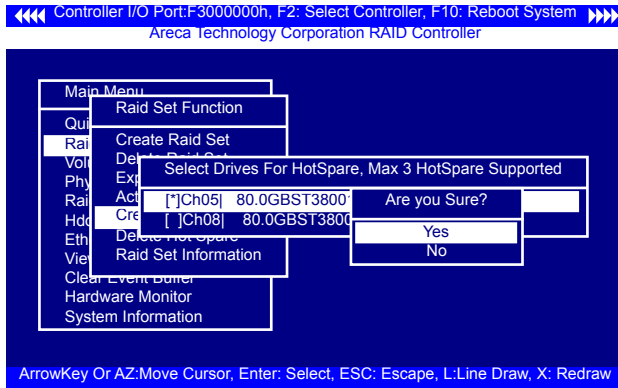 Controller I/O Port:F3000000h, F2: Select Controller, F10: Reboot System
Areca Technology Corporation RAID Controller
Main Menu
Raid Set Function
Create Raid Set
Select Drives For HotSpare, Max 3 HotSpare Supported
[*]Ch05| 80.0GBST3800
Are you Sure?
[ ]Ch08| 80.0GBST3800
Yes
No
Delete Hot Spare
Raid Set Information
Clear Event Buffer
Hardware Monitor
System Information
ArrowKey Or AZ:Move Cursor, Enter: Select, ESC: Escape, L:Line Draw, X: Redraw